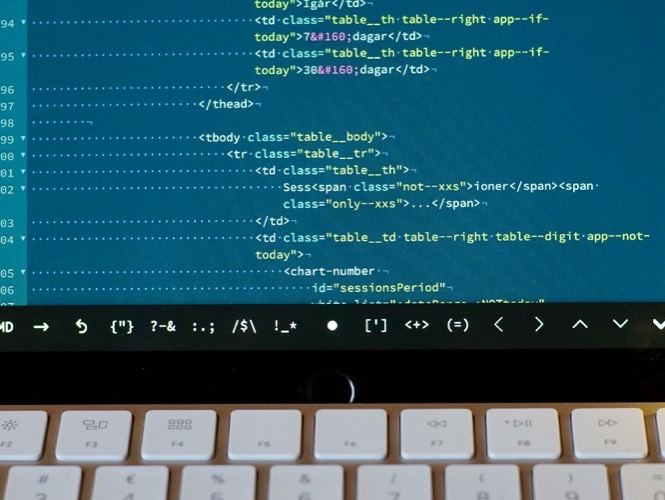 today">Igår</td>¬
94 ▾ <td·class="table__th·table--right·app--if-
today">7&#160;dagar</td>¬
95 ▾ <td·class="table__th·table--right·app--if-
today">30&#160;dagar</td>¬
96 </tr>¬
97 </thead>¬
98 ¬
99 ▾ <tbody·class="table__body">¬
00 ▾ <tr·class="table__tr">¬
01 ▾ <td·class="table__th">¬
02 Sess<span·class="not--xxs">ioner</span><span·
class="only--xxs">...</span>¬
03 </td>¬
04 ▾ <td·class="table__td·table--right·table--digit·app--not-
today">¬
05 ▾ <chart-number·¬
06 id="sessionsPeriod"¬
MD → {"} ?-& :.; /$\ !_* ● ['] <+> (=) < >
F2 F3 F4 F5 F6 F7 F8 F9
# € % & / ( )